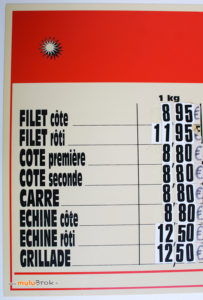 1 kg
FILET côte 8'95€
FILET rôti 11'95€
COTE première 8'80€
COTE seconde 8'80€
CARRE 8'80€
ECHINE côte 8'80€
ECHINE rôti 12,50€
GRILLADE 12,50€
muluBrok